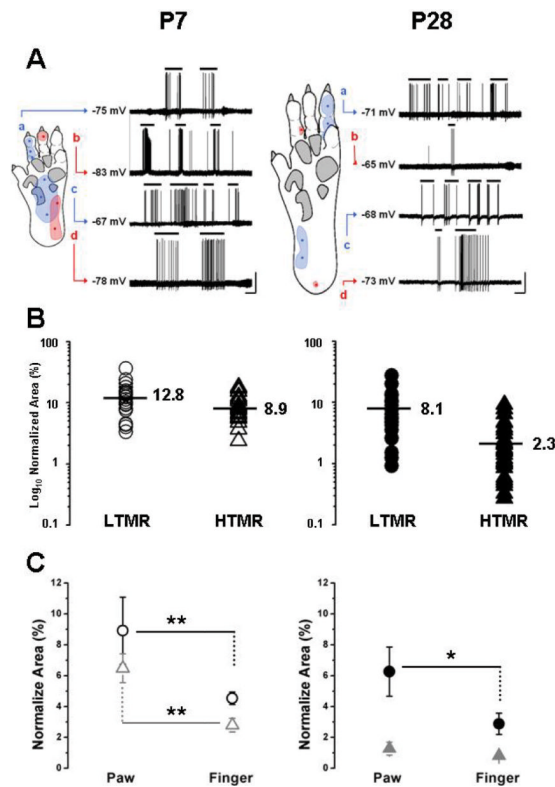 P7
P28
A
a
b
c
d
-75 mV
-83 mV
-67 mV
-78 mV
a
b
c
d
-71 mV
-65 mV
-68 mV
-73 mV
B
Log10 Normalized Area (%)
100
10
1
0.1
12.8
8.9
LTMR
HTMR
100
10
1
0.1
8.1
2.3
LTMR
HTMR
C
Normalize Area (%)
12
10
8
6
4
2
0
**
**
Paw
Finger
Normalize Area (%)
12
10
8
6
4
2
0
*
Paw
Finger